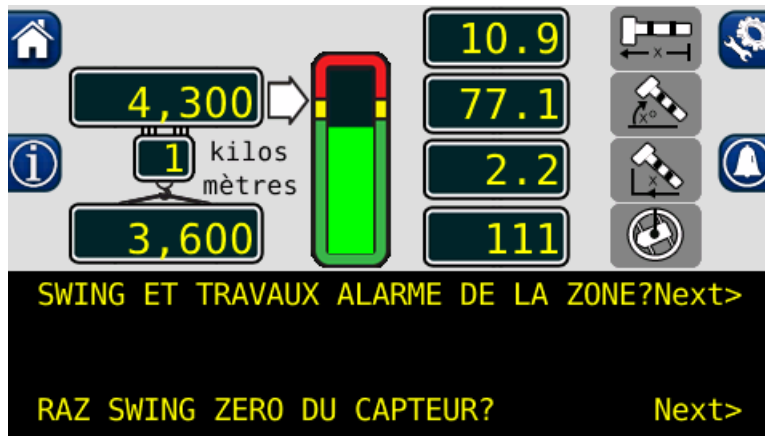 10.9
4,300
77.1
1 kilos
mètres
2.2
3,600
111
x
x°
x
SWING ET TRAVAUX ALARME DE LA ZONE?Next>
RAZ SWING ZERO DU CAPTEUR? Next>